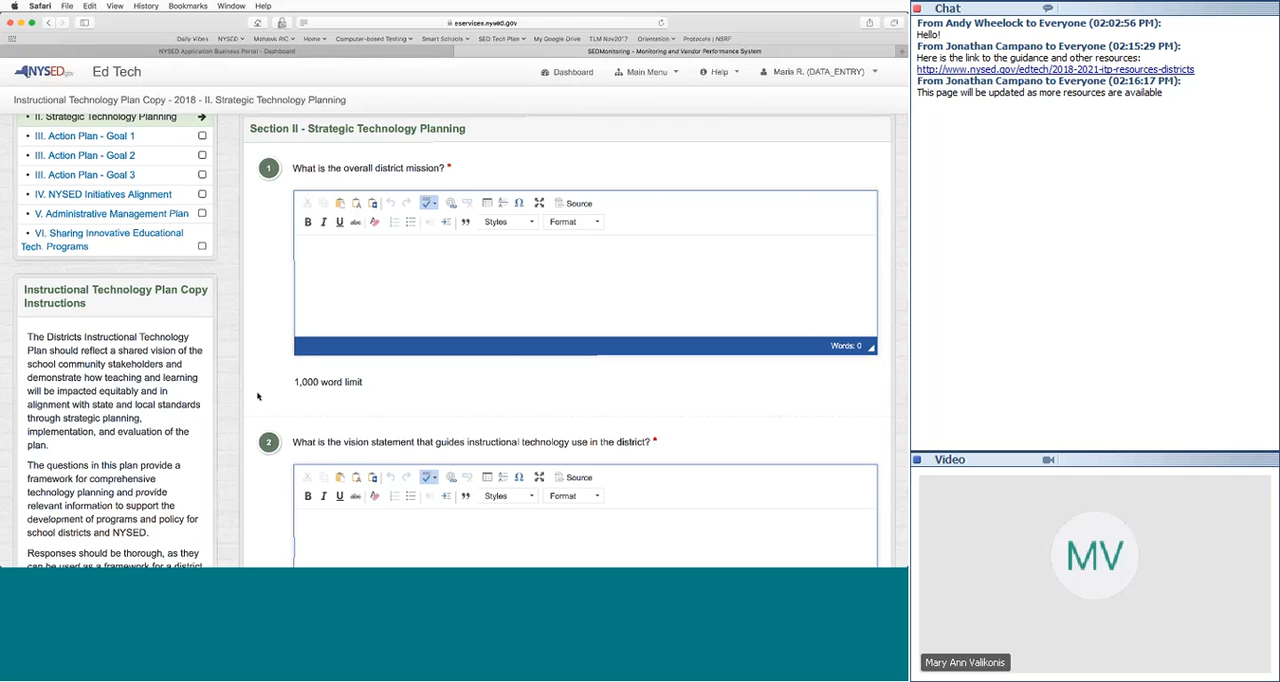 Safari File Edit View History Bookmarks Window Help
eservices.nysed.gov
Daily Vibes NYSED Mohawk RIC Home Computer-based Testing Smart Schools SED Tech Plan My Google Drive TLM Nov2017 Orientation Protocols | NSRF
NYSED Application Business Portal - Dashboard
SEDMonitoring - Monitoring and Vendor Performance System
NYSED.gov Ed Tech
Dashboard Main Menu Help Maria R. (DATA_ENTRY)
Instructional Technology Plan Copy - 2018 - II. Strategic Technology Planning
II. Strategic Technology Planning
III. Action Plan - Goal 1
III. Action Plan - Goal 2
III. Action Plan - Goal 3
IV. NYSED Initiatives Alignment
V. Administrative Management Plan
VI. Sharing Innovative Educational
Tech. Programs
Instructional Technology Plan Copy
Instructions
The Districts Instructional Technology
Plan should reflect a shared vision of the
school community stakeholders and
demonstrate how teaching and learning
will be impacted equitably and in
alignment with state and local standards
through strategic planning,
implementation, and evaluation of the
plan.
The questions in this plan provide a
framework for comprehensive
technology planning and provide
relevant information to support the
development of programs and policy for
school districts and NYSED.
Responses should be thorough, as they
can be used as a framework for a district
Section II - Strategic Technology Planning
1 What is the overall district mission? *
Source
B I U abc Styles Format
Words: 0
1,000 word limit
2 What is the vision statement that guides instructional technology use in the district? *
Source
B I U abc Styles Format
Chat
From Andy Wheelock to Everyone (02:02:56 PM):
Hello!
From Jonathan Campano to Everyone (02:15:29 PM):
Here is the link to the guidance and other resources:
http://www.nysed.gov/edtech/2018-2021-itp-resources-districts
From Jonathan Campano to Everyone (02:16:17 PM):
This page will be updated as more resources are available
Video
MV
Mary Ann Valikonis